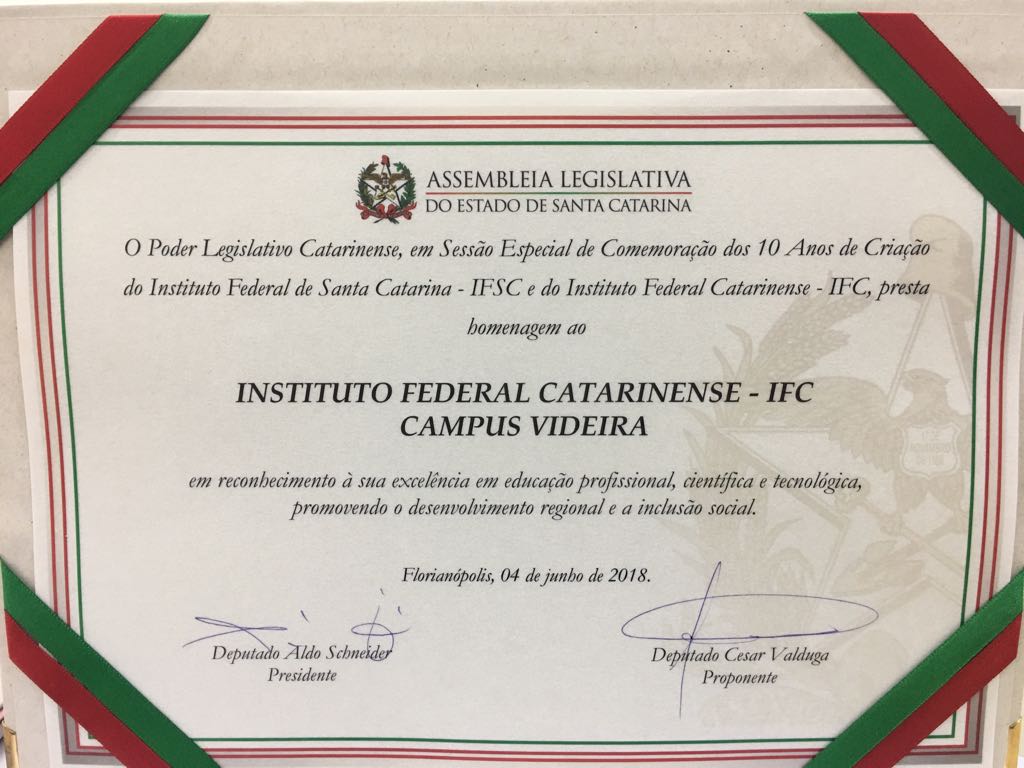 ASSEMBLEIA LEGISLATIVA
DO ESTADO DE SANTA CATARINA
O Poder Legislativo Catarinense, em Sessão Especial de Comemoração dos 10 Anos de Criação
do Instituto Federal de Santa Catarina - IFSC e do Instituto Federal Catarinense - IFC, presta
homenagem ao
INSTITUTO FEDERAL CATARINENSE - IFC
CAMPUS VIDEIRA
em reconhecimento à sua excelência em educação profissional, científica e tecnológica,
promovendo o desenvolvimento regional e a inclusão social.
Florianópolis, 04 de junho de 2018.
Deputado Aldo Schneider
Presidente
Deputado Cesar Valduga
Proponente